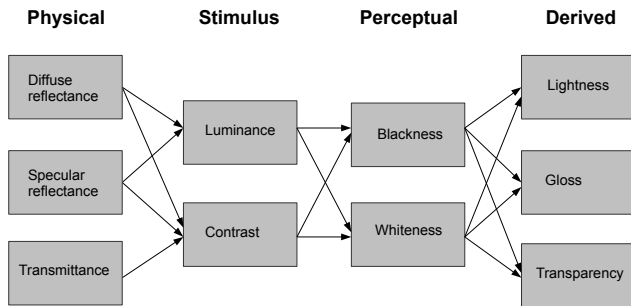 Physical
Stimulus
Perceptual
Derived
Diffuse
reflectance
Specular
reflectance
Transmittance
Luminance
Contrast
Blackness
Whiteness
Lightness
Gloss
Transparency